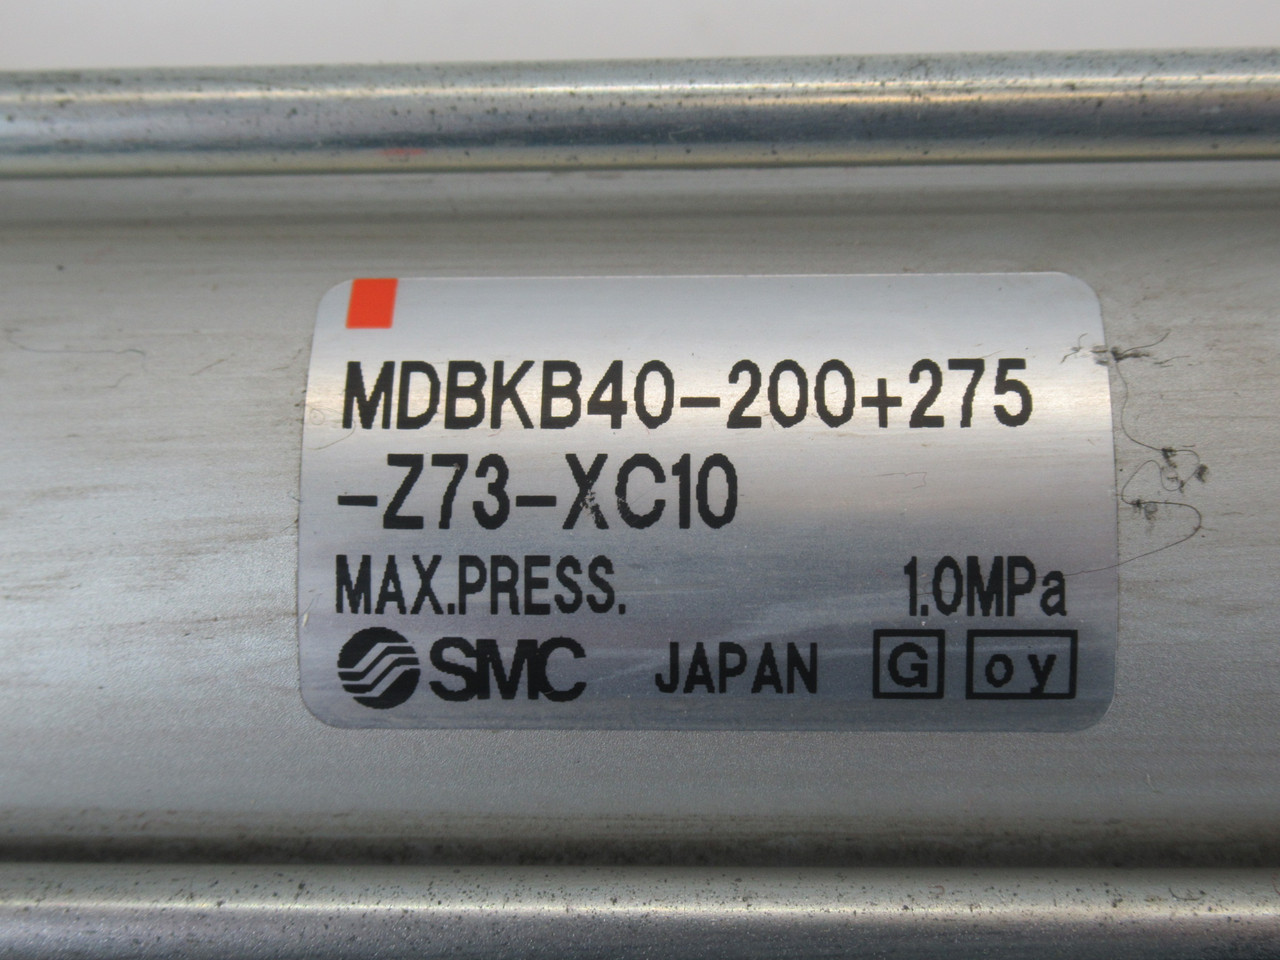 MDBKB40-200+275
-Z73-XC10
MAX.PRESS. 1.0MPa
SMC JAPAN G oy